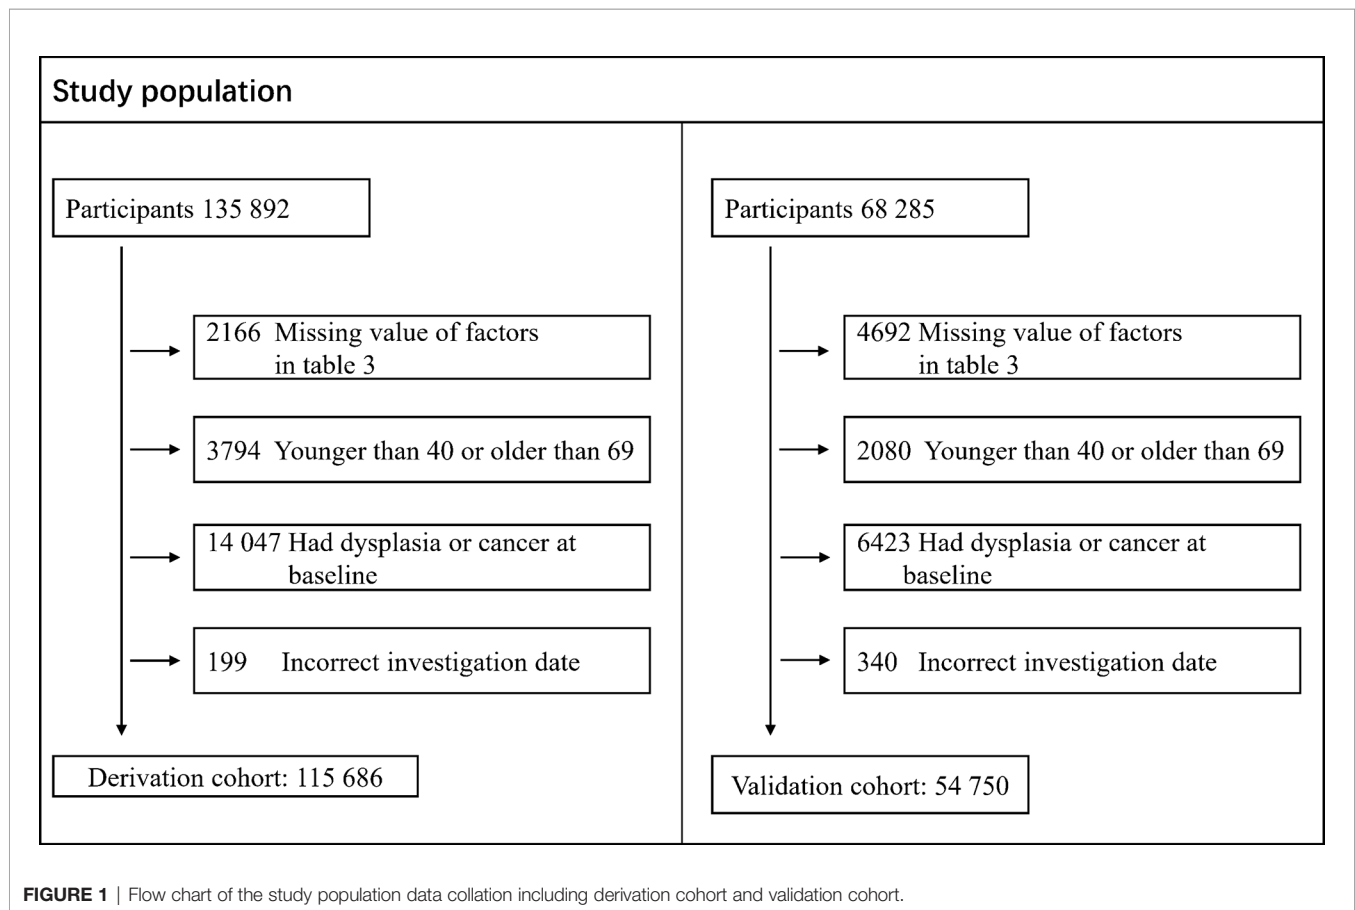 Study population
Participants 135 892
2166 Missing value of factors
in table 3
3794 Younger than 40 or older than 69
14 047 Had dysplasia or cancer at
baseline
199 Incorrect investigation date
Derivation cohort: 115 686
Participants 68 285
4692 Missing value of factors
in table 3
2080 Younger than 40 or older than 69
6423 Had dysplasia or cancer at
baseline
340 Incorrect investigation date
Validation cohort: 54 750
FIGURE 1 | Flow chart of the study population data collation including derivation cohort and validation cohort.